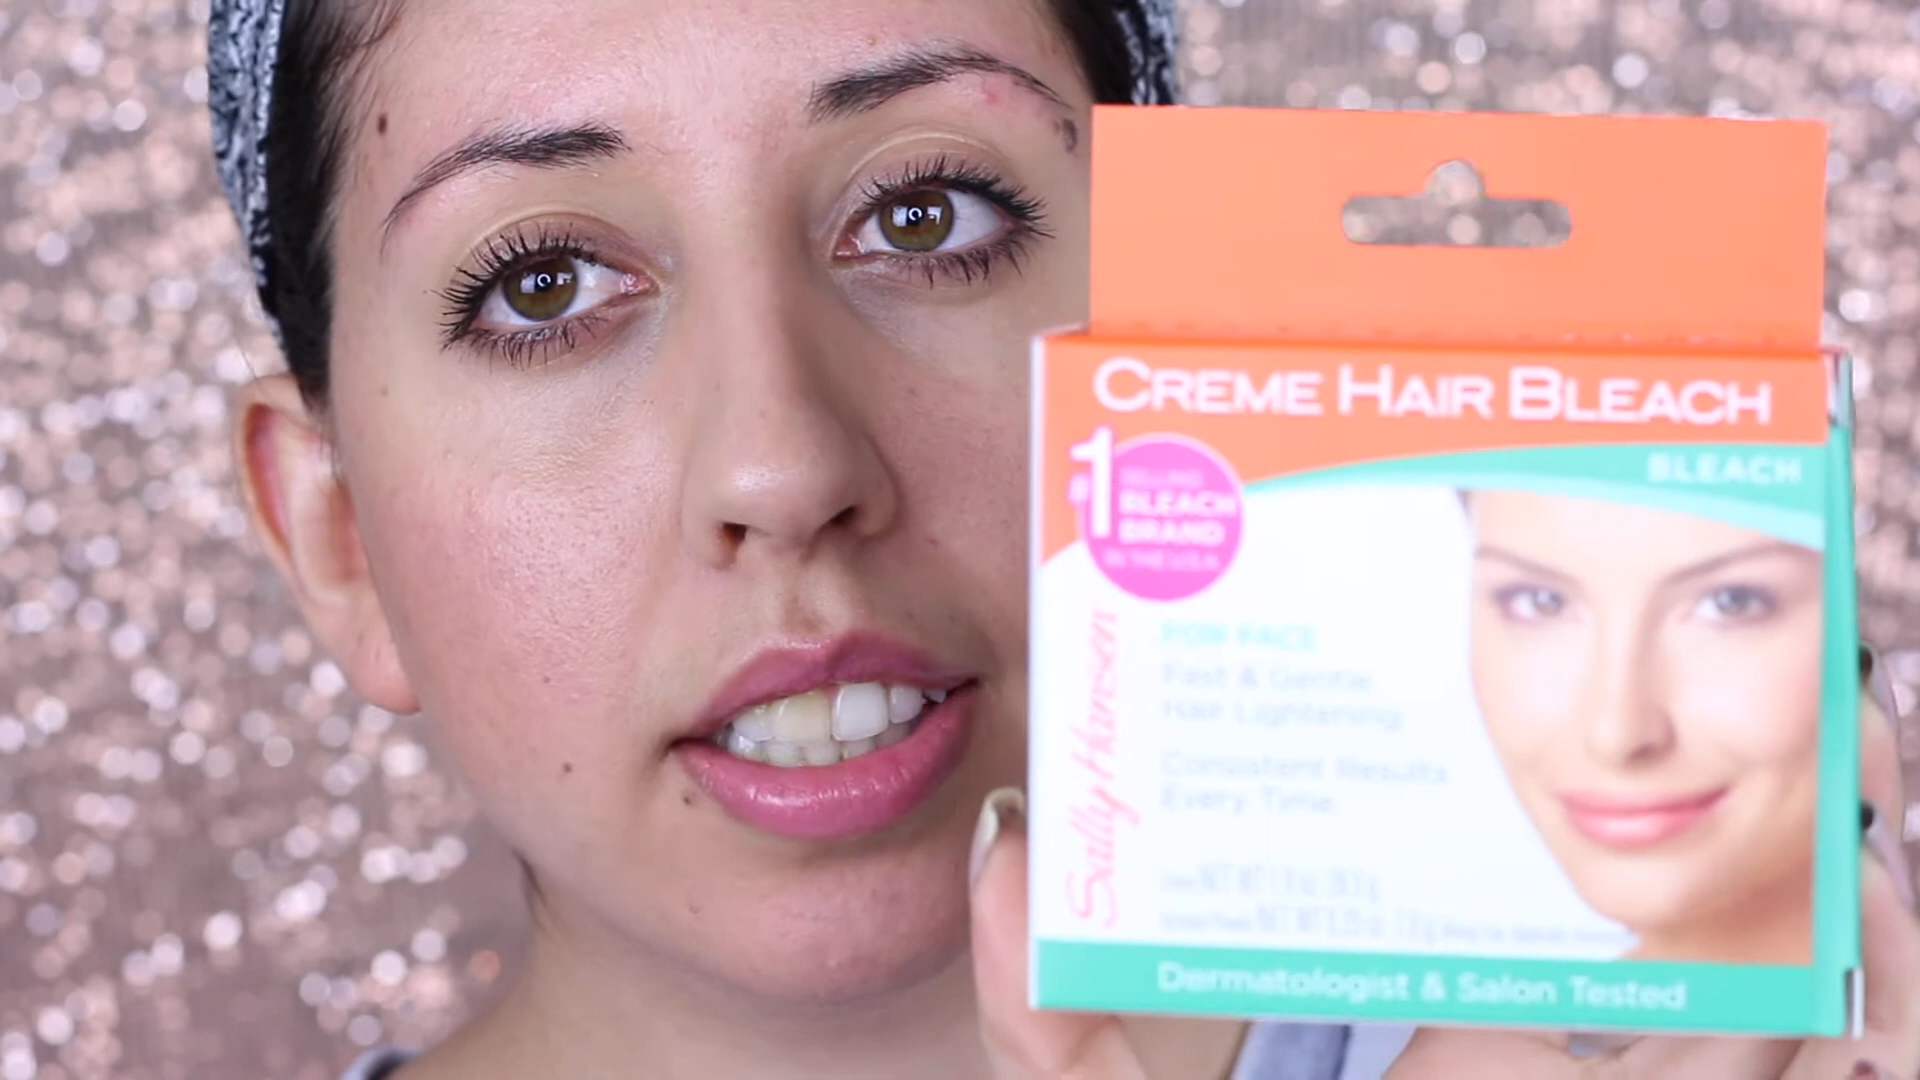 CREME HAIR BLEACH
BLEACH
#1
SELLING
BLEACH
BRAND
IN THE U.S.A.
Sally Hansen
FOR FACE
Fast & Gentle
Hair Lightening
Consistent Results
Every Time
Dermatologist & Salon Tested